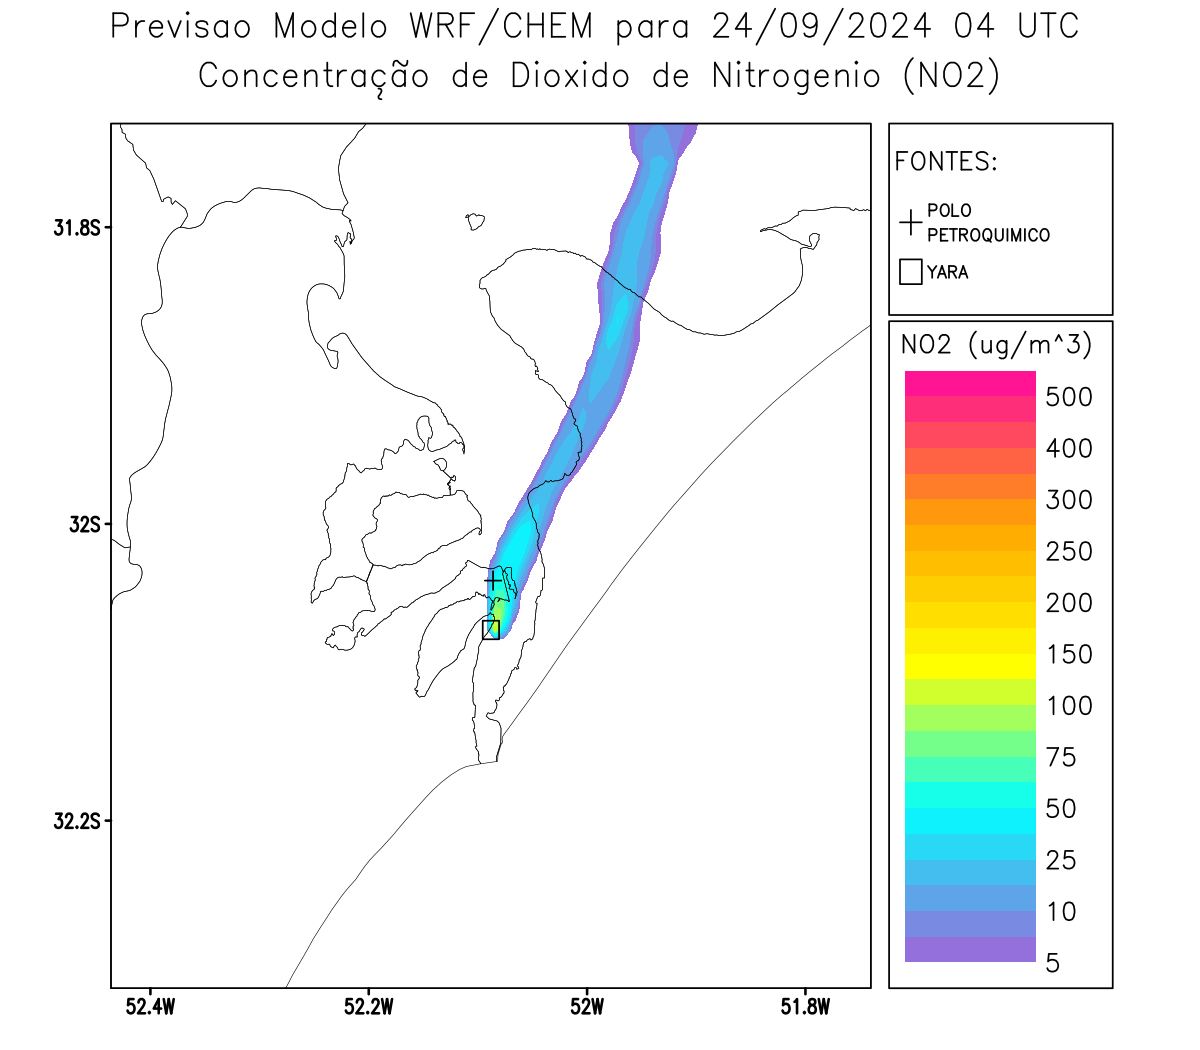 Previsao Modelo WRF/CHEM para 24/09/2024 04 UTC
Concentração de Dioxido de Nitrogenio (NO2)
FONTES:
POLO
PETROQUIMICO
YARA
31.8S
32S
32.2S
52.4W
52.2W
52W
51.8W
NO2 (ug/m^3)
500
400
300
250
200
150
100
75
50
25
10
5